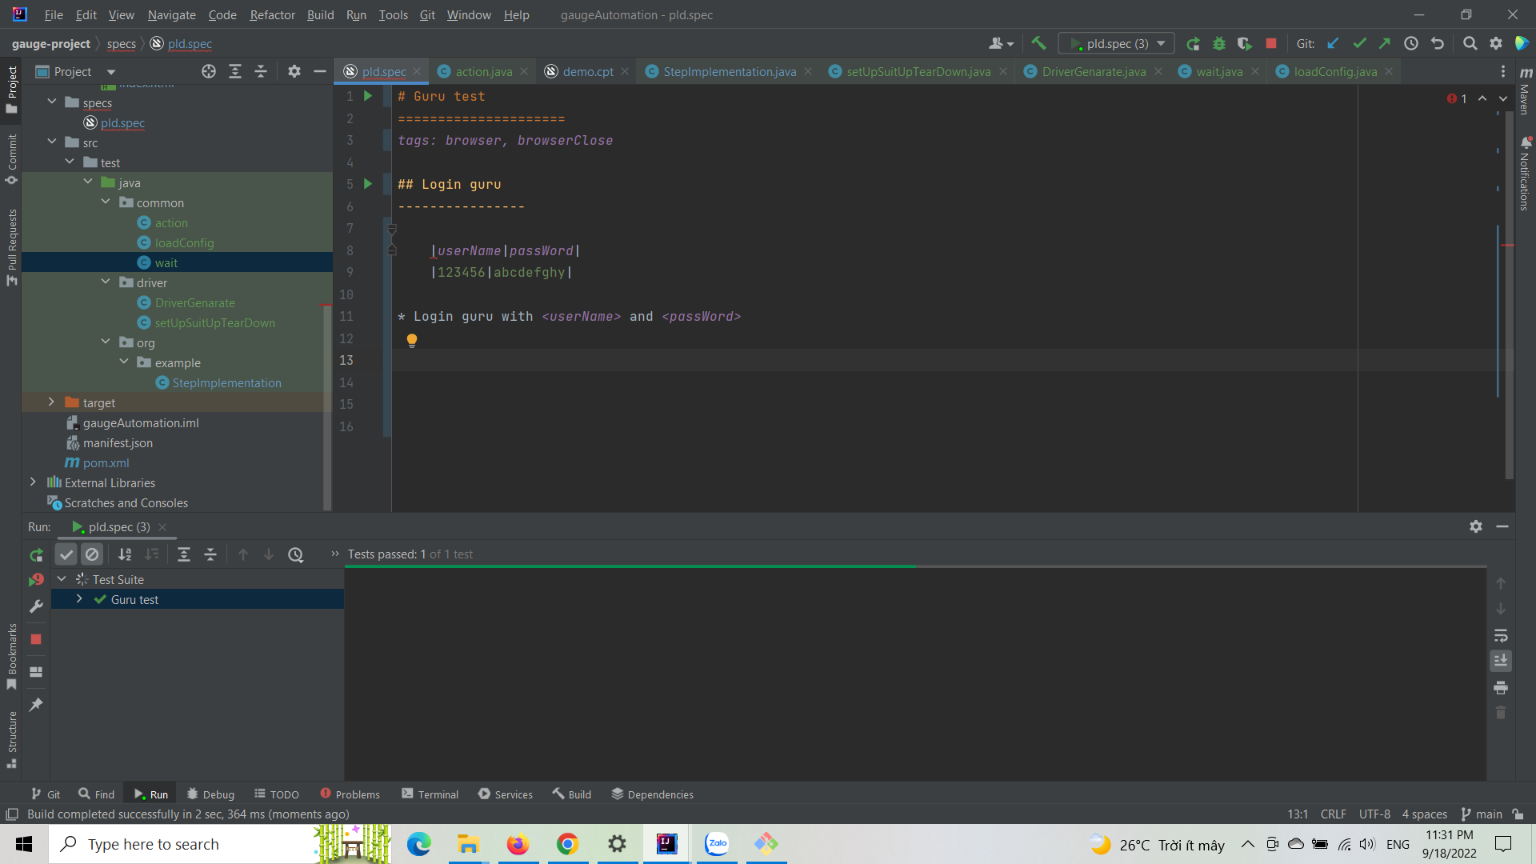 File Edit View Navigate Code Refactor Build Run Tools Git Window Help gaugeAutomation - pld.spec
gauge-project specs pld.spec pld.spec (3) Git:
Project pld.spec action.java demo.cpt StepImplementation.java setUpSuitUpTearDown.java DriverGenarate.java wait.java loadConfig.java
specs
pld.spec
src
test
java
common
action
loadConfig
wait
driver
DriverGenarate
setUpSuitUpTearDown
org
example
StepImplementation
target
gaugeAutomation.iml
manifest.json
pom.xml
External Libraries
Scratches and Consoles
1 # Guru test
2 =====================
3 tags: browser, browserClose
4
5 ## Login guru
6 ----------------
7
8 |userName|passWord|
9 |123456|abcdefghy|
10
11 * Login guru with <userName> and <passWord>
12
13
14
15
16
1
Project
Commit
Pull Requests
Bookmarks
Structure
Maven
Notifications
Run: pld.spec (3)
Tests passed: 1 of 1 test
Test Suite
Guru test
Git Find Run Debug TODO Problems Terminal Services Build Dependencies
Build completed successfully in 2 sec, 364 ms (moments ago) 13:1 CRLF UTF-8 4 spaces main
Type here to search Zalo 26°C Trời ít mây ENG 11:31 PM
9/18/2022